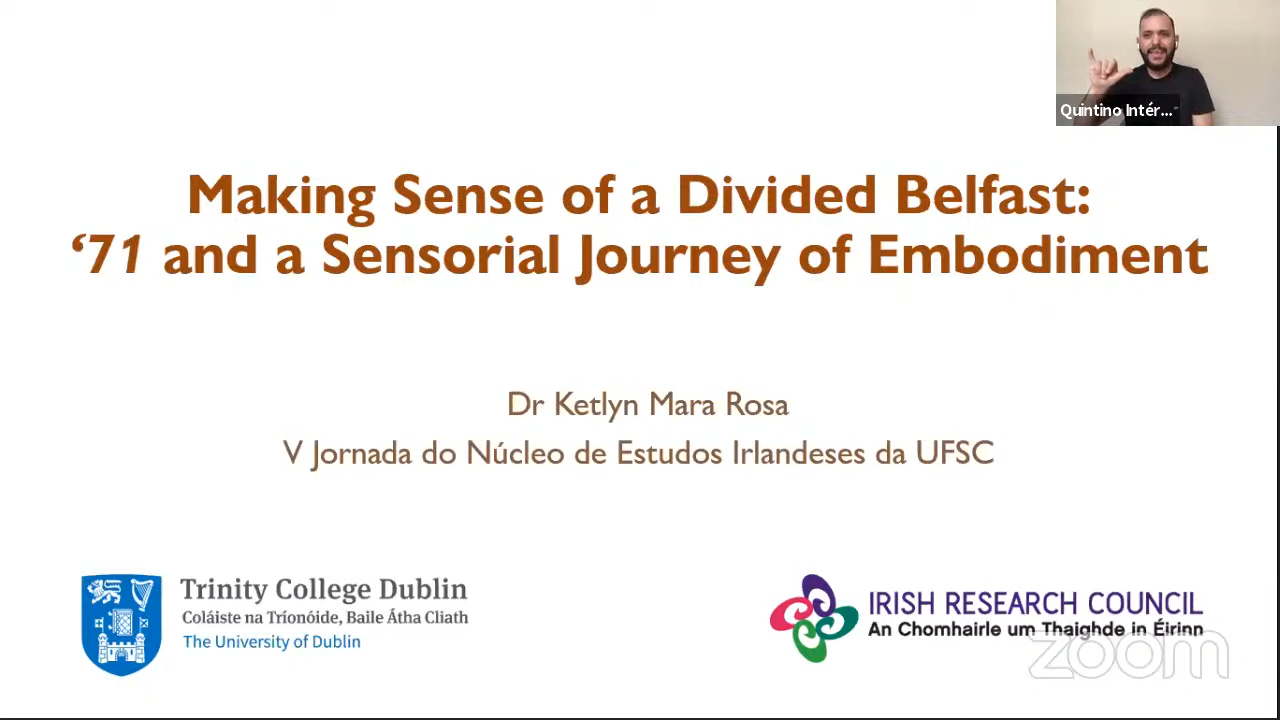 Quintino Intér...
Making Sense of a Divided Belfast:
‘71 and a Sensorial Journey of Embodiment
Dr Ketlyn Mara Rosa
V Jornada do Núcleo de Estudos Irlandeses da UFSC
Trinity College Dublin
Coláiste na Tríonóide, Baile Átha Cliath
The University of Dublin
IRISH RESEARCH COUNCIL
An Chomhairle um Thaighde in Éirinn
zoom